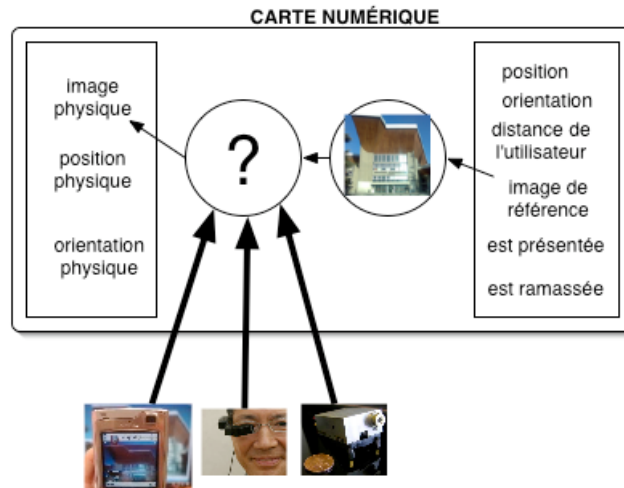 CARTE NUMÉRIQUE
image
physique
position
physique
orientation
physique
?
position
orientation
distance de
l'utilisateur
image de
référence
est présentée
est ramassée